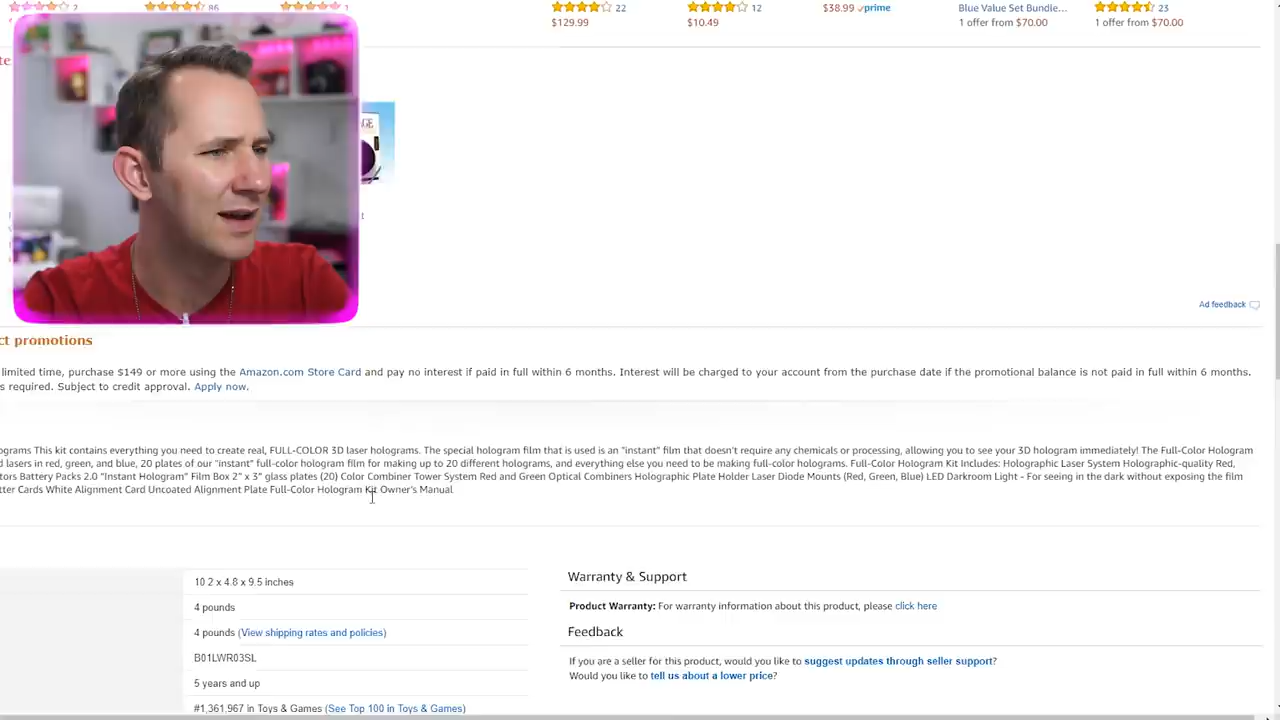 2 86 22 12 $38.99 prime Blue Value Set Bundle... 23
$129.99 $10.49 1 offer from $70.00 1 offer from $70.00
Ad feedback
ct promotions
limited time, purchase $149 or more using the Amazon.com Store Card and pay no interest if paid in full within 6 months. Interest will be charged to your account from the purchase date if the promotional balance is not paid in full within 6 months.
s required. Subject to credit approval. Apply now.
ograms This kit contains everything you need to create real, FULL-COLOR 3D laser holograms. The special hologram film that is used is an "instant" film that doesn't require any chemicals or processing, allowing you to see your 3D hologram immediately! The Full-Color Hologram
d lasers in red, green, and blue, 20 plates of our "instant" full-color hologram film for making up to 20 different holograms, and everything else you need to be making full-color holograms. Full-Color Hologram Kit Includes: Holographic Laser System Holographic-quality Red,
tors Battery Packs 2.0 "Instant Hologram" Film Box 2" x 3" glass plates (20) Color Combiner Tower System Red and Green Optical Combiners Holographic Plate Holder Laser Diode Mounts (Red, Green, Blue) LED Darkroom Light - For seeing in the dark without exposing the film
tter Cards White Alignment Card Uncoated Alignment Plate Full-Color Hologram Kit Owner's Manual
10.2 x 4.8 x 9.5 inches
4 pounds
4 pounds (View shipping rates and policies)
B01LWR03SL
5 years and up
#1,361,967 in Toys & Games (See Top 100 in Toys & Games)
Warranty & Support
Product Warranty: For warranty information about this product, please click here
Feedback
If you are a seller for this product, would you like to suggest updates through seller support?
Would you like to tell us about a lower price?